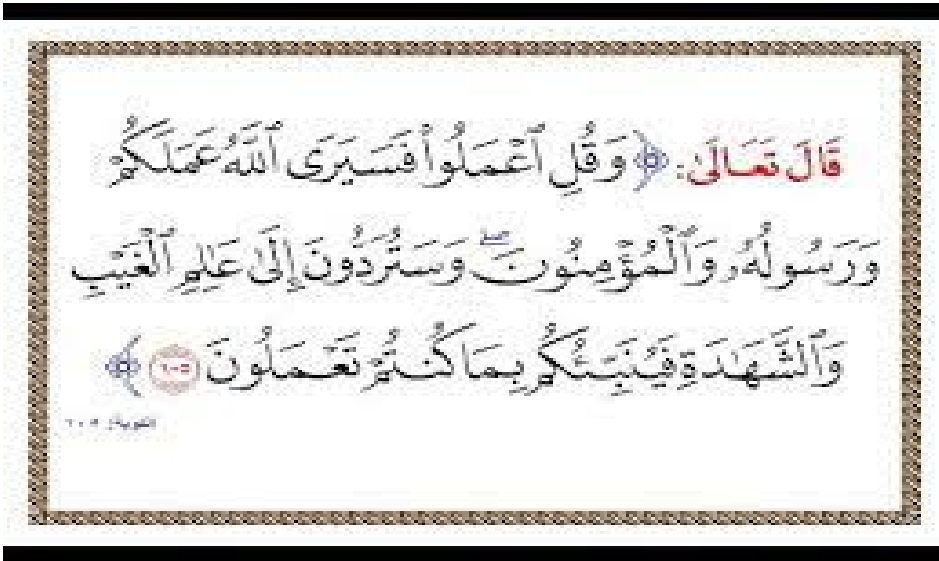 قَالَ تَعَالَىٰ: ﴿ وَقُلِ ٱعْمَلُوا۟ فَسَيَرَى ٱللَّهُ عَمَلَكُمْ
وَرَسُولُهُۥ وَٱلْمُؤْمِنُونَ ۖ وَسَتُرَدُّونَ إِلَىٰ عَٰلِمِ ٱلْغَيْبِ
وَٱلشَّهَٰدَةِ فَيُنَبِّئُكُم بِمَا كُنتُمْ تَعْمَلُونَ ١٠٥ ﴾
التوبة: ١٠٥